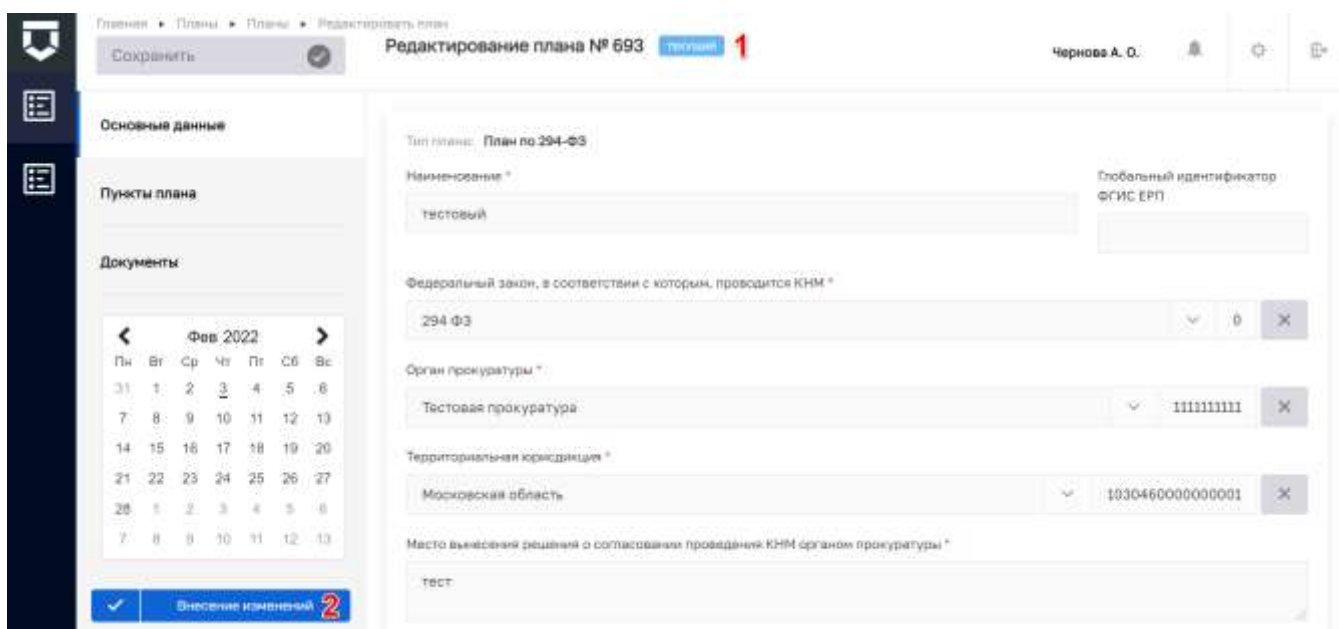 Главная • Планы • Планы • Редактировать план
Сохранить
Редактирование плана № 693 текущий 1
Чернова А. О.
Основные данные
Пункты плана
Документы
Фев 2022
Пн Вт Ср Чт Пт Сб Вс
31 1 2 3 4 5 6
7 8 9 10 11 12 13
14 15 16 17 18 19 20
21 22 23 24 25 26 27
28 1 2 3 4 5 6
7 8 9 10 11 12 13
Внесение изменений 2
Тип плана: План по 294-ФЗ
Наименование *
тестовый
Глобальный идентификатор
ФГИС ЕРП
Федеральный закон, в соответствии с которым, проводится КНМ *
294 ФЗ 0
Орган прокуратуры *
Тестовая прокуратура 1111111111
Территориальная юрисдикция *
Московская область 1030460000000001
Место вынесения решения о согласовании проведения КНМ органом прокуратуры *
тест